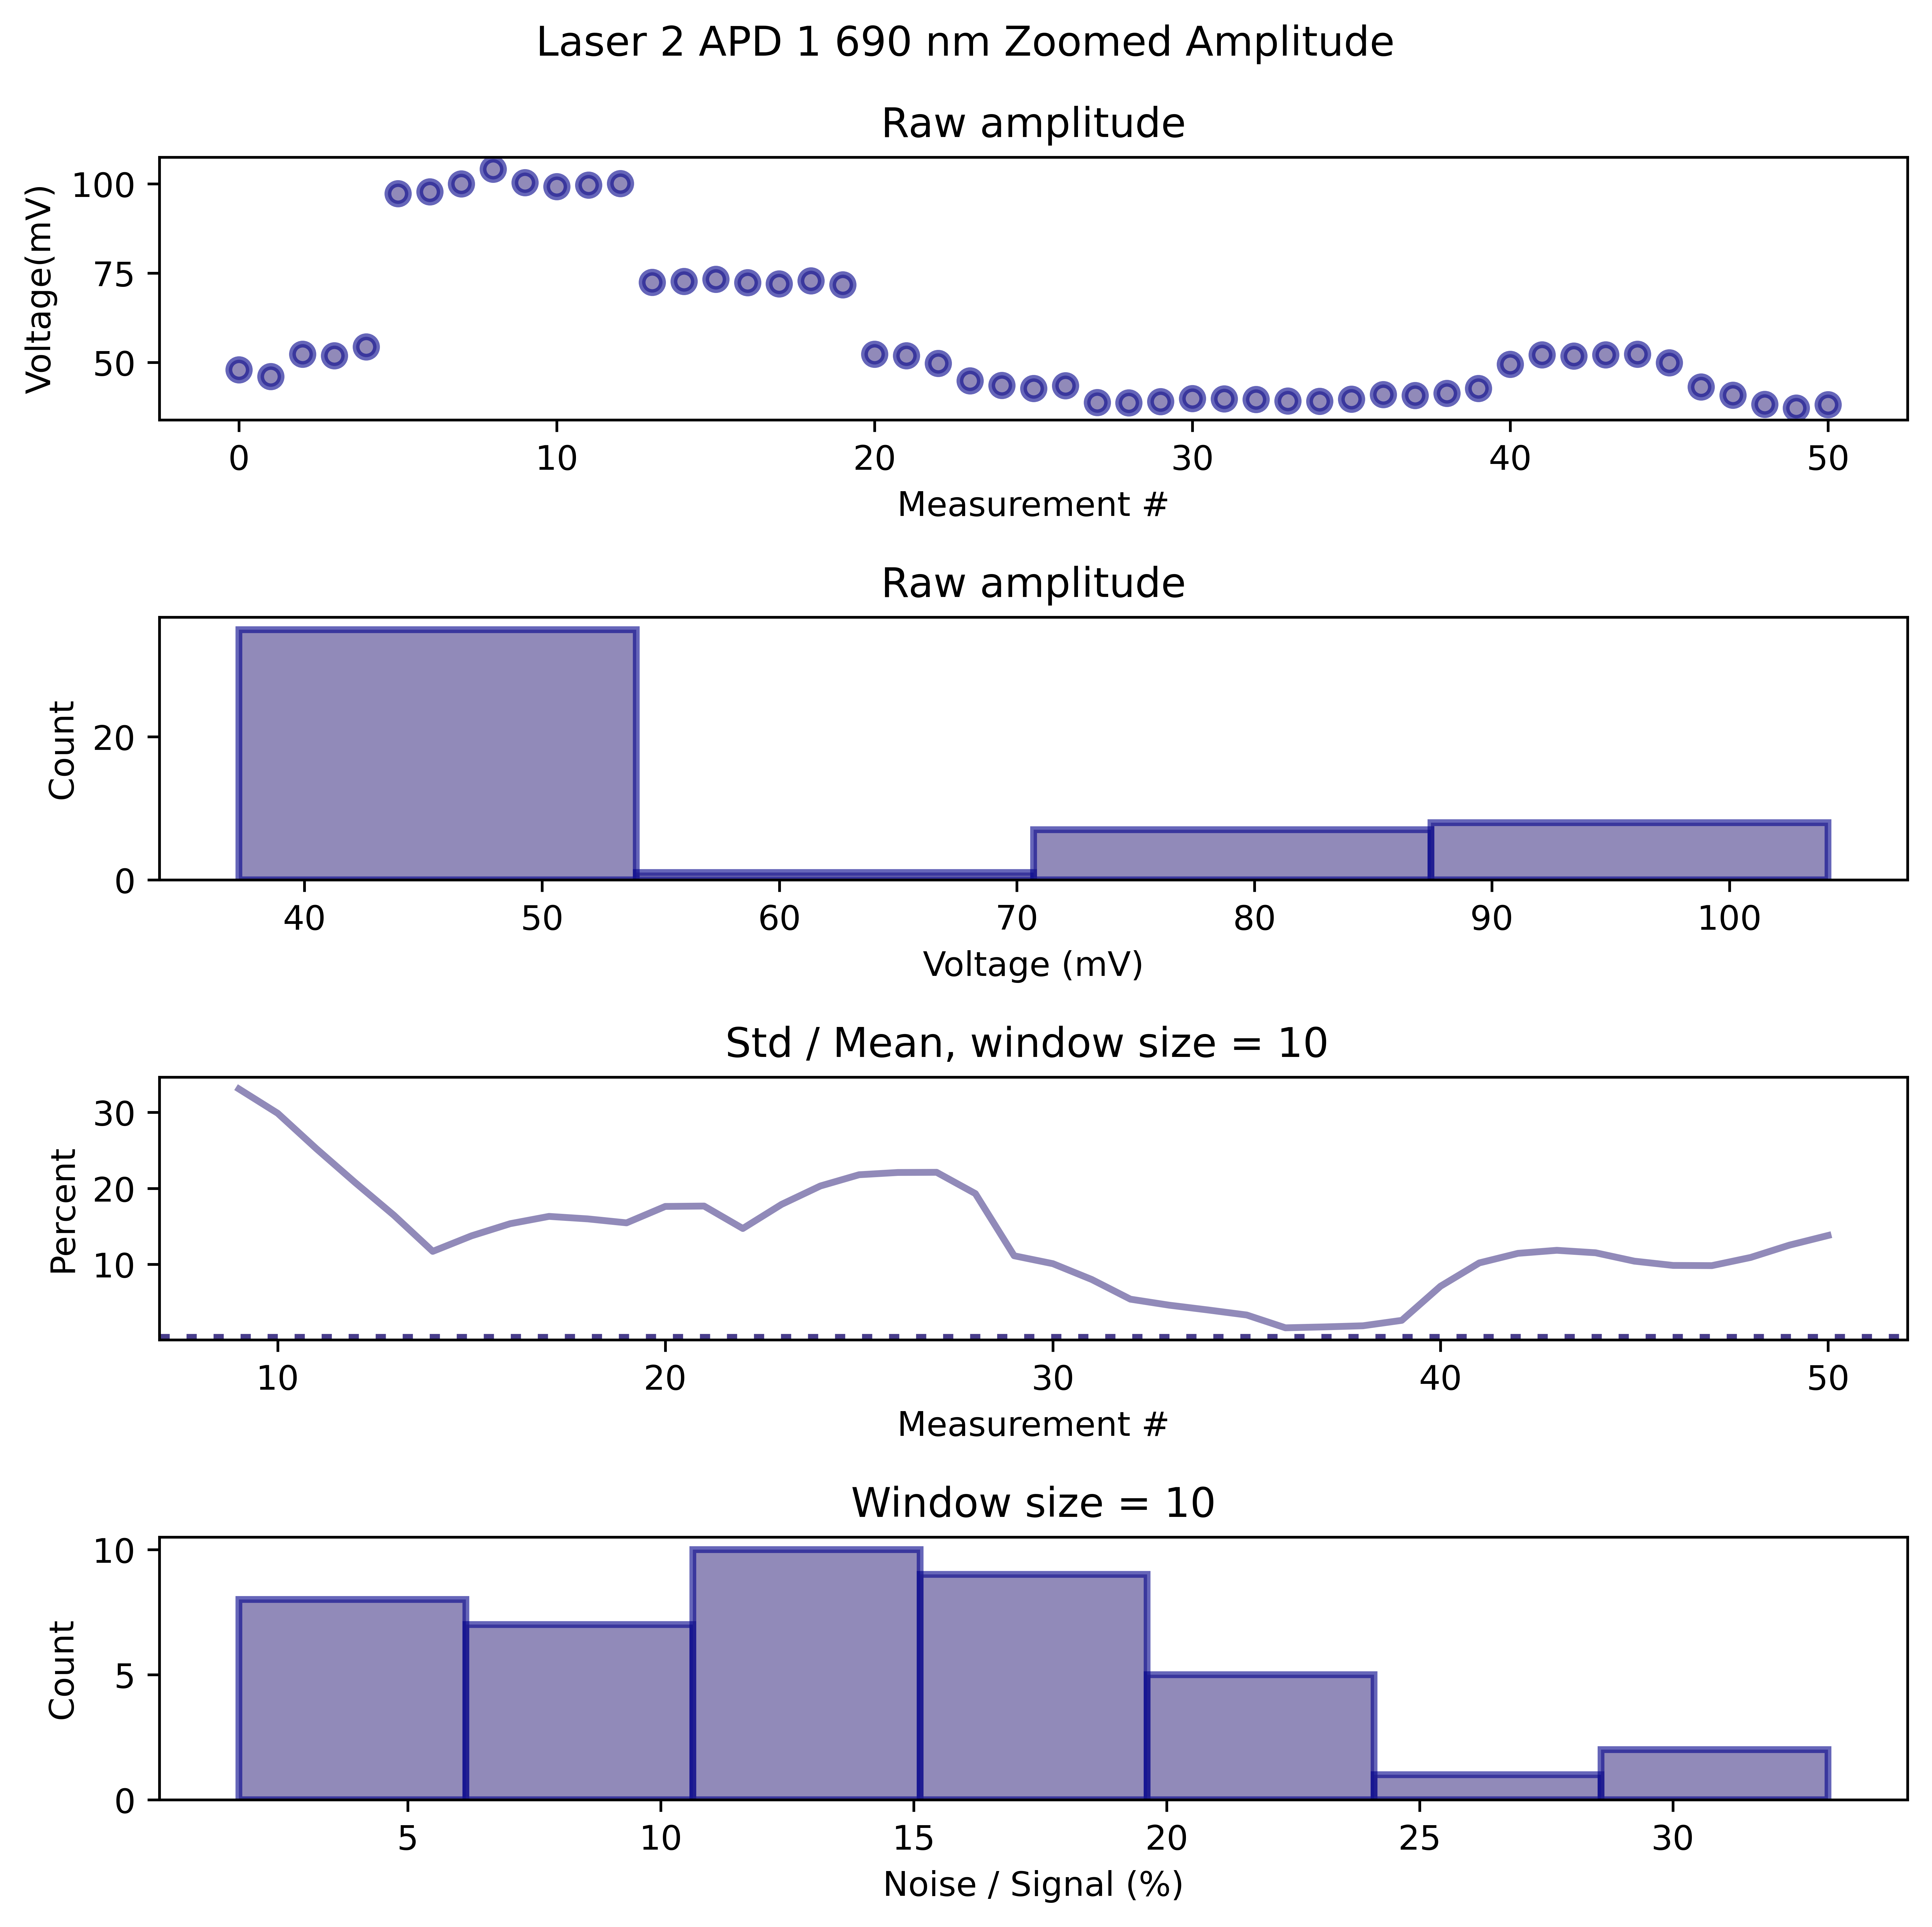 Laser 2 APD 1 690 nm Zoomed Amplitude
Raw amplitude
Voltage(mV)
100
75
50
0 10 20 30 40 50
Measurement #
Raw amplitude
Count
20
0
40 50 60 70 80 90 100
Voltage (mV)
Std / Mean, window size = 10
Percent
30
20
10
10 20 30 40 50
Measurement #
Window size = 10
Count
10
5
0
5 10 15 20 25 30
Noise / Signal (%)